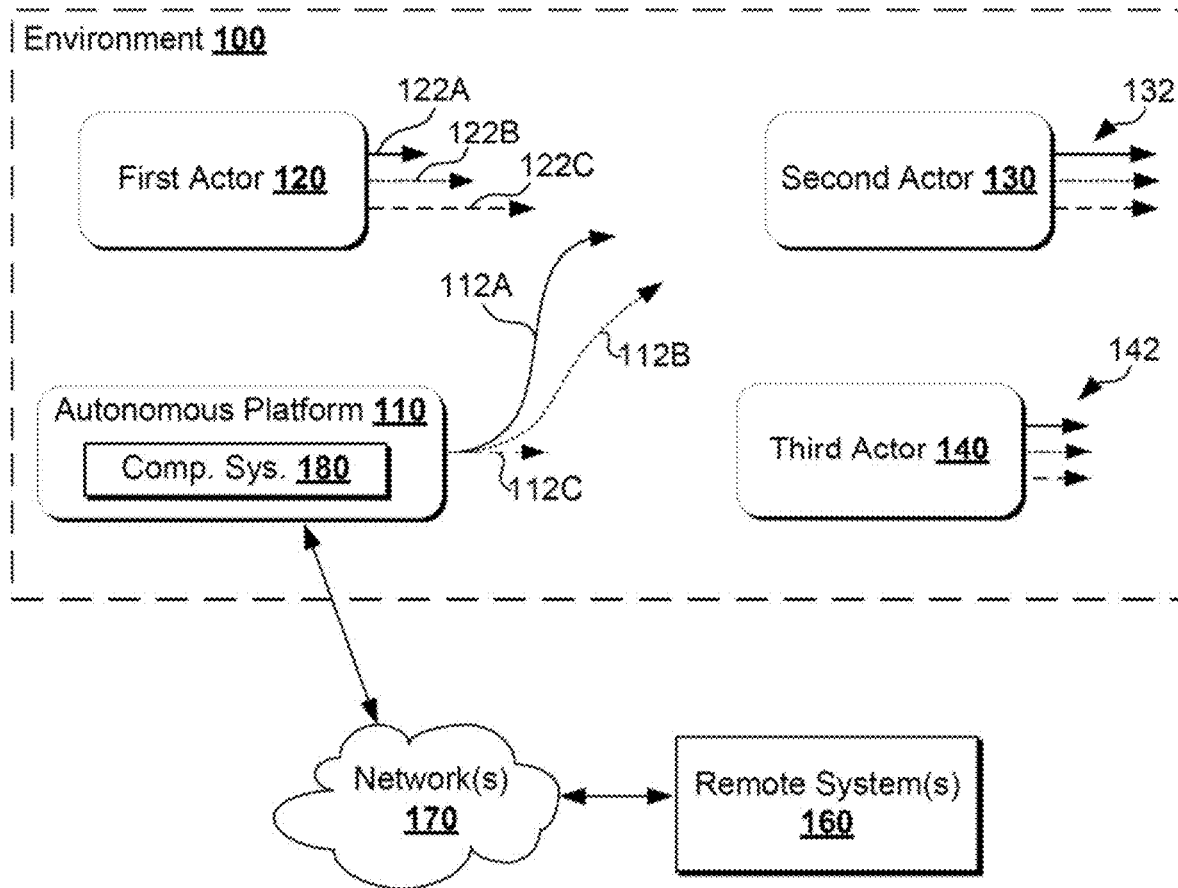 Environment 100
122A
122B
122C
132
First Actor 120
Second Actor 130
112A
112B
142
Autonomous Platform 110
Comp. Sys. 180
112C
Third Actor 140
Network(s)
170
Remote System(s)
160